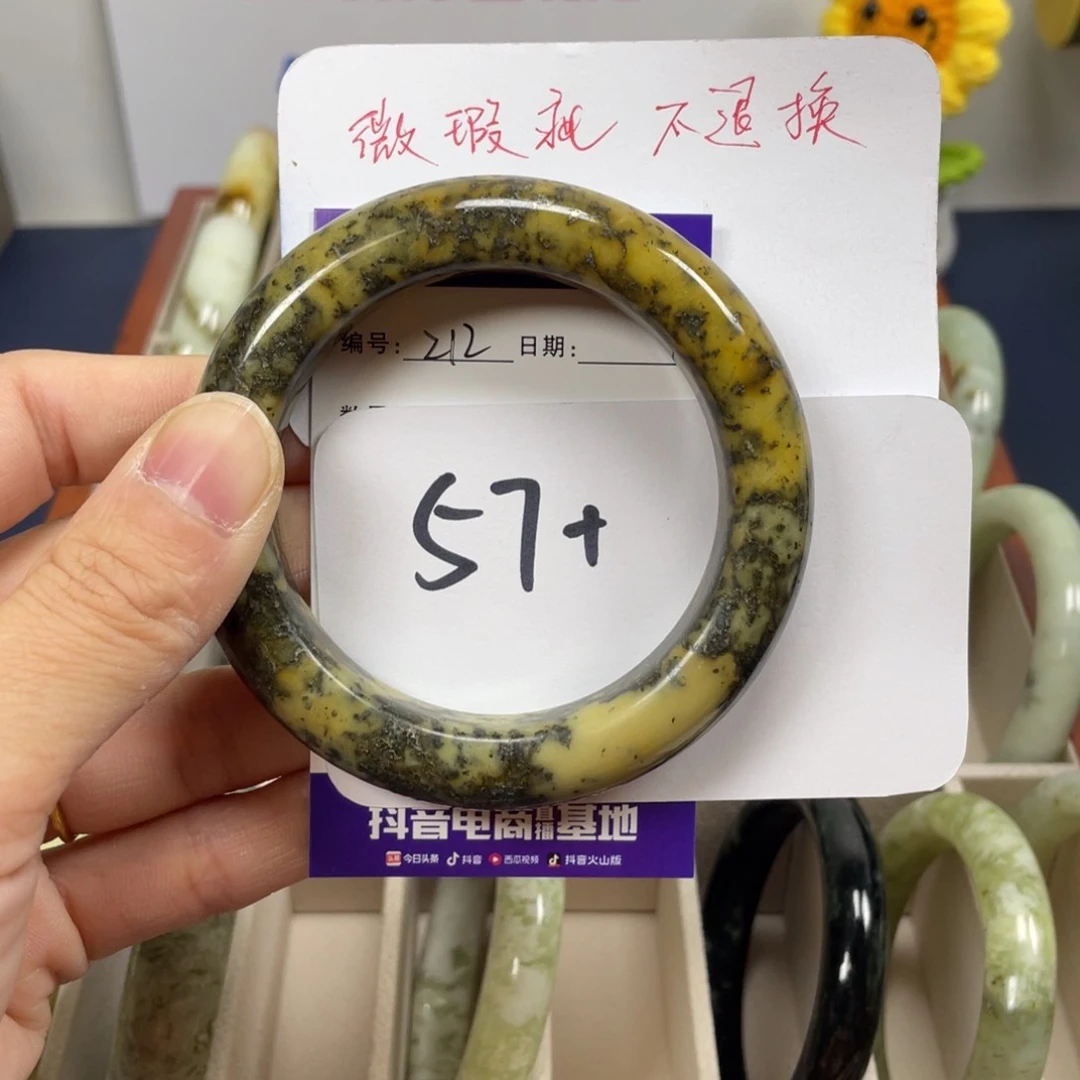 微瑕疵 不退换
编号: 212 日期:
57+
抖音电商直播基地
今日头条 抖音 西瓜视频 抖音火山版